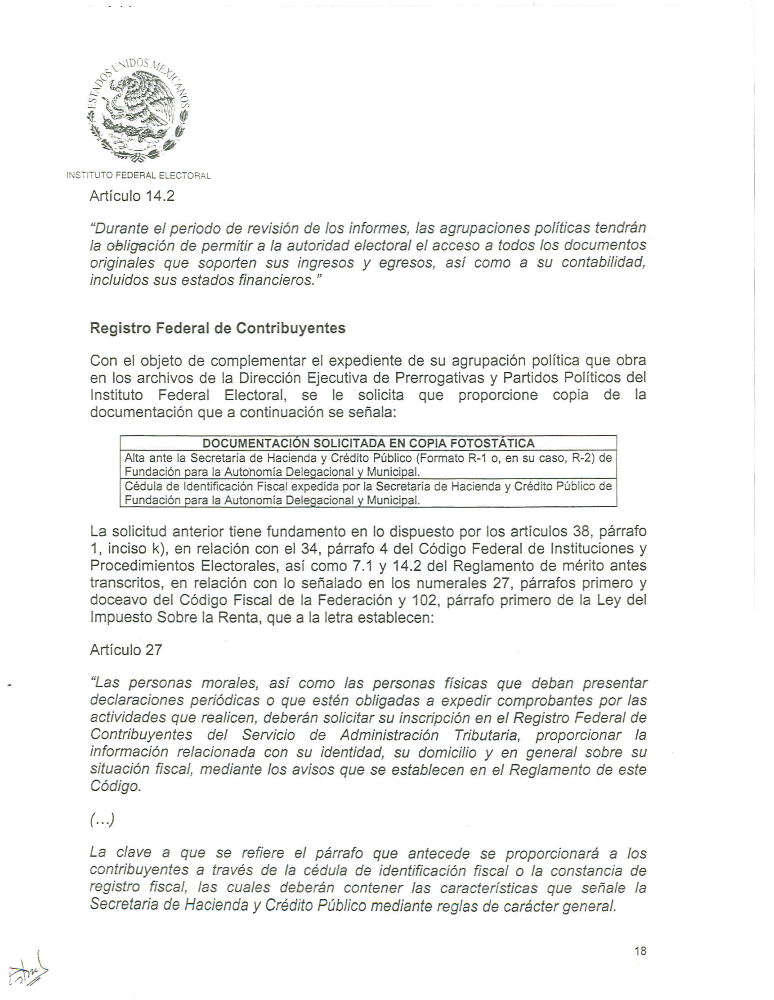 ESTADOS UNIDOS MEXICANOS
INSTITUTO FEDERAL ELECTORAL
Artículo 14.2
“Durante el periodo de revisión de los informes, las agrupaciones políticas tendrán
la obligación de permitir a la autoridad electoral el acceso a todos los documentos
originales que soporten sus ingresos y egresos, así como a su contabilidad,
incluidos sus estados financieros.”
Registro Federal de Contribuyentes
Con el objeto de complementar el expediente de su agrupación política que obra
en los archivos de la Dirección Ejecutiva de Prerrogativas y Partidos Políticos del
Instituto Federal Electoral, se le solicita que proporcione copia de la
documentación que a continuación se señala:
DOCUMENTACIÓN SOLICITADA EN COPIA FOTOSTÁTICA
Alta ante la Secretaría de Hacienda y Crédito Público (Formato R-1 o, en su caso, R-2) de
Fundación para la Autonomía Delegacional y Municipal.
Cédula de Identificación Fiscal expedida por la Secretaría de Hacienda y Crédito Público de
Fundación para la Autonomía Delegacional y Municipal.
La solicitud anterior tiene fundamento en lo dispuesto por los artículos 38, párrafo
1, inciso k), en relación con el 34, párrafo 4 del Código Federal de Instituciones y
Procedimientos Electorales, así como 7.1 y 14.2 del Reglamento de mérito antes
transcritos, en relación con lo señalado en los numerales 27, párrafos primero y
doceavo del Código Fiscal de la Federación y 102, párrafo primero de la Ley del
Impuesto Sobre la Renta, que a la letra establecen:
Artículo 27
“Las personas morales, así como las personas físicas que deban presentar
declaraciones periódicas o que estén obligadas a expedir comprobantes por las
actividades que realicen, deberán solicitar su inscripción en el Registro Federal de
Contribuyentes del Servicio de Administración Tributaria, proporcionar la
información relacionada con su identidad, su domicilio y en general sobre su
situación fiscal, mediante los avisos que se establecen en el Reglamento de este
Código.
(...)
La clave a que se refiere el párrafo que antecede se proporcionará a los
contribuyentes a través de la cédula de identificación fiscal o la constancia de
registro fiscal, las cuales deberán contener las características que señale la
Secretaria de Hacienda y Crédito Público mediante reglas de carácter general.
18